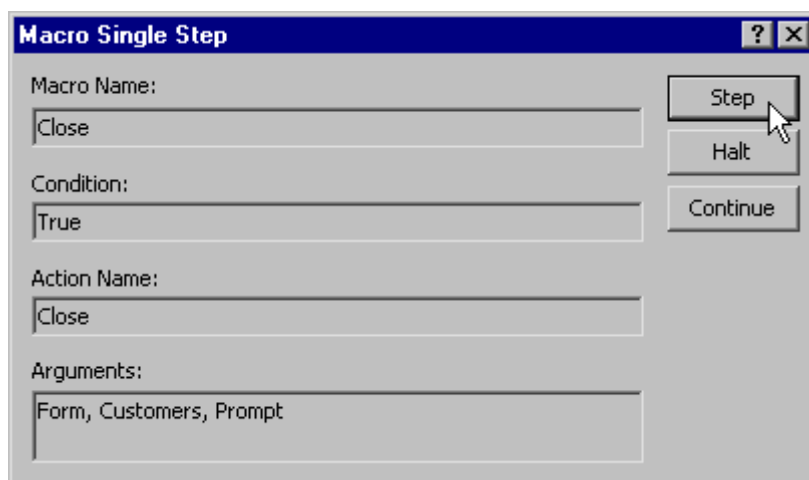 Macro Single Step
Macro Name:
Close
Condition:
True
Action Name:
Close
Arguments:
Form, Customers, Prompt
Step
Halt
Continue